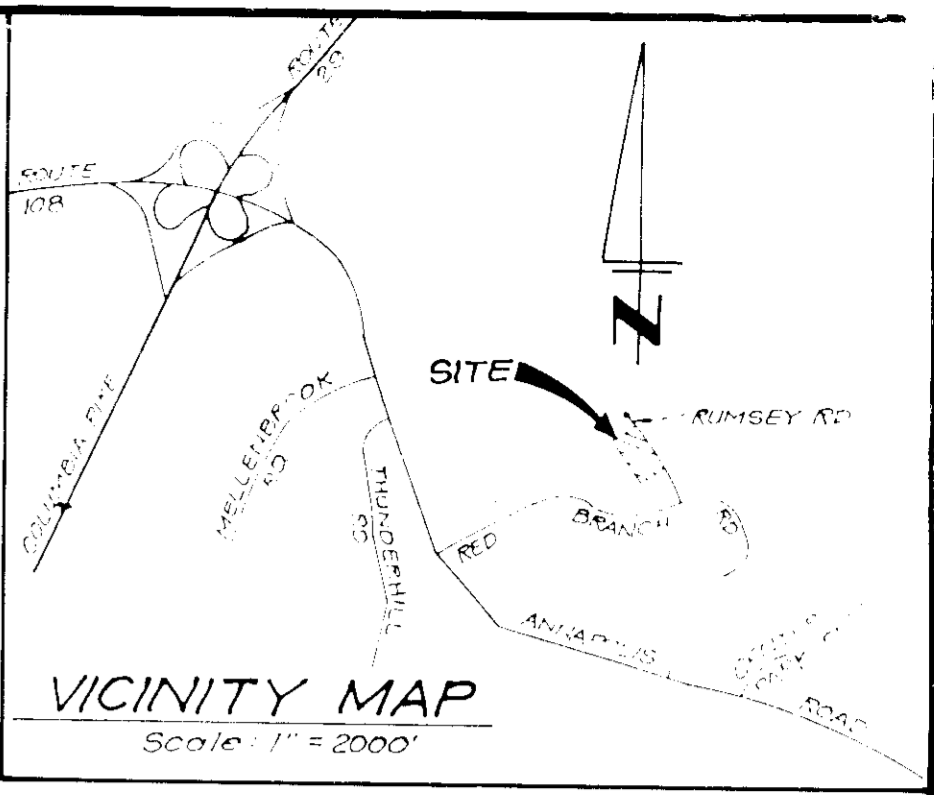 ROUTE
29
ROUTE
108
N
SITE
RUMSEY RD
MELLENBROOK
RD
COLUMBIA PIKE
THUNDERHILL
RD
RED
BRANCH
RD
ANNAPOLIS
ROAD
VICINITY MAP
Scale: 1" = 2000'